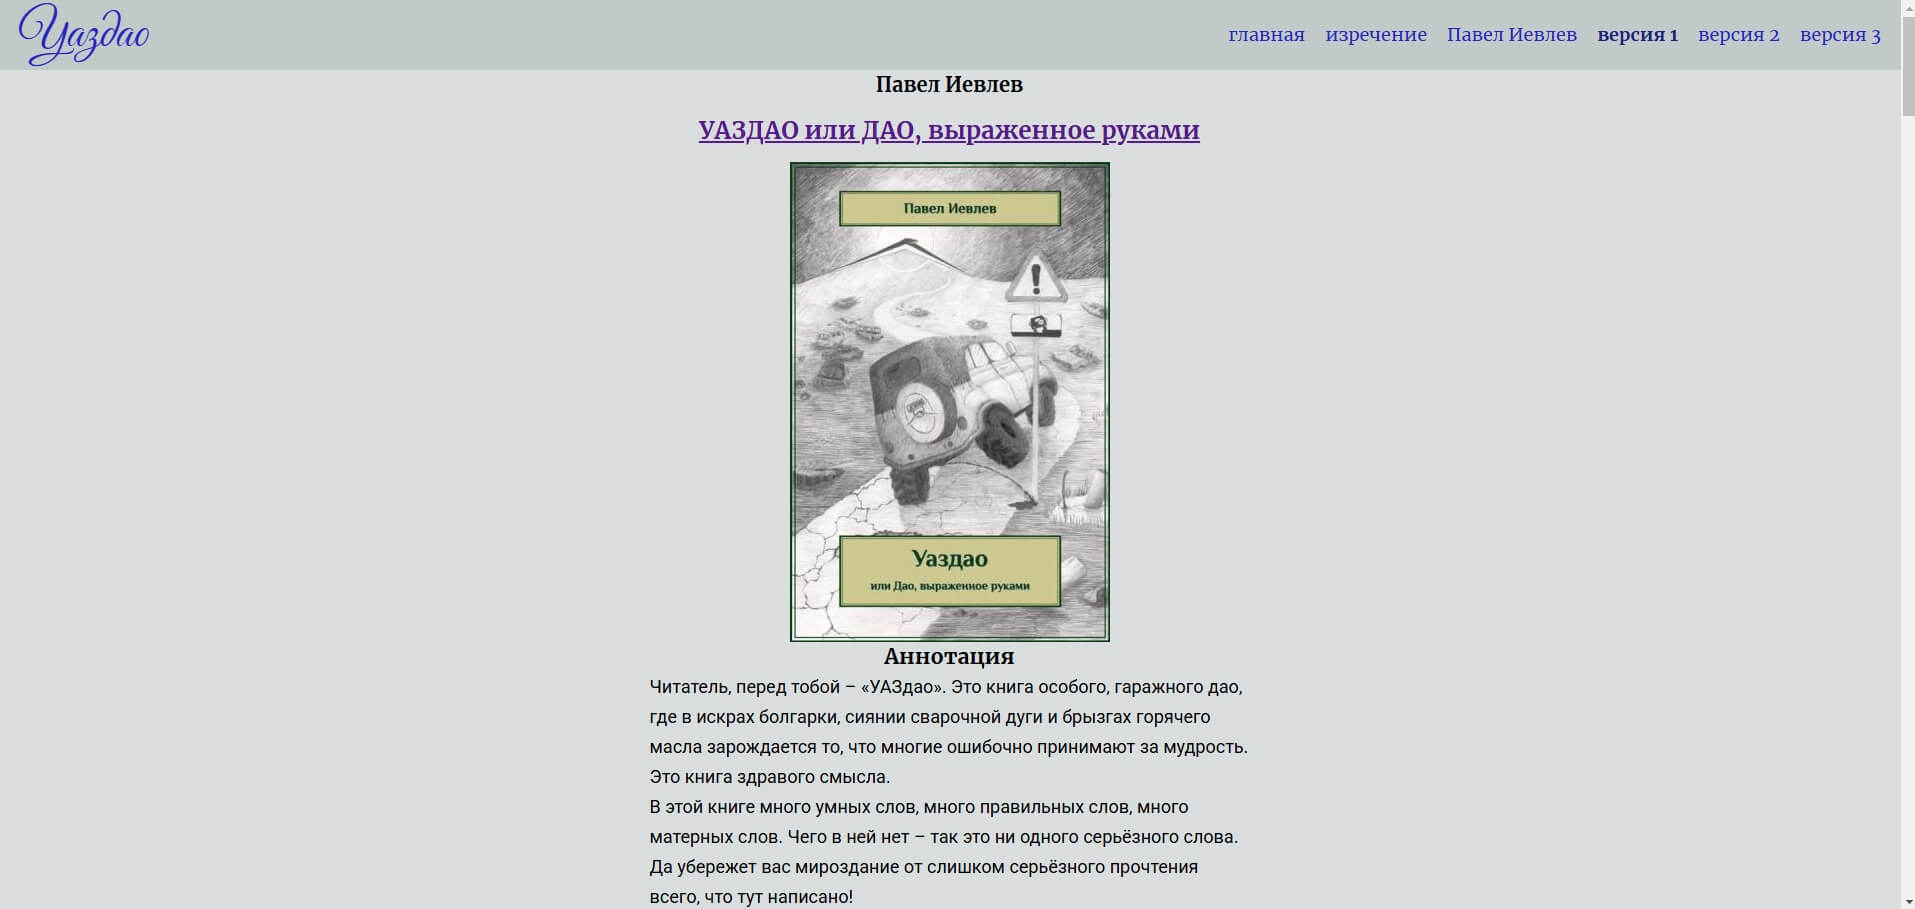 Уаздао
главная изречение Павел Иевлев версия 1 версия 2 версия 3
Павел Иевлев
УАЗДАО или ДАО, выраженное руками
Павел Иевлев
Уаздао
или Дао, выраженное руками
Аннотация
Читатель, перед тобой – «УАЗдао». Это книга особого, гаражного дао,
где в искрах болгарки, сиянии сварочной дуги и брызгах горячего
масла зарождается то, что многие ошибочно принимают за мудрость.
Это книга здравого смысла.
В этой книге много умных слов, много правильных слов, много
матерных слов. Чего в ней нет – так это ни одного серьёзного слова.
Да убережет вас мироздание от слишком серьёзного прочтения
всего, что тут написано!